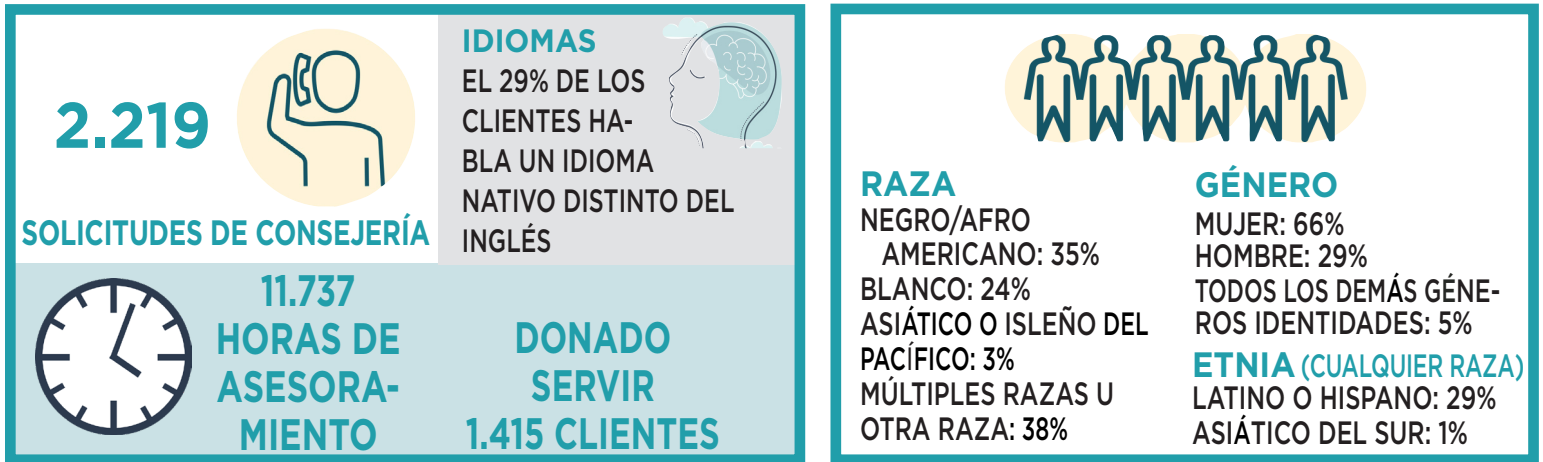 2.219
SOLICITUDES DE CONSEJERÍA
IDIOMAS
EL 29% DE LOS
CLIENTES HA-
BLA UN IDIOMA
NATIVO DISTINTO DEL
INGLÉS
11.737
HORAS DE
ASESORA-
MIENTO
DONADO
SERVIR
1.415 CLIENTES
RAZA
NEGRO/AFRO
AMERICANO: 35%
BLANCO: 24%
ASIÁTICO O ISLEÑO DEL
PACÍFICO: 3%
MÚLTIPLES RAZAS U
OTRA RAZA: 38%
GÉNERO
MUJER: 66%
HOMBRE: 29%
TODOS LOS DEMÁS GÉNE-
ROS IDENTIDADES: 5%
ETNIA (CUALQUIER RAZA)
LATINO O HISPANO: 29%
ASIÁTICO DEL SUR: 1%